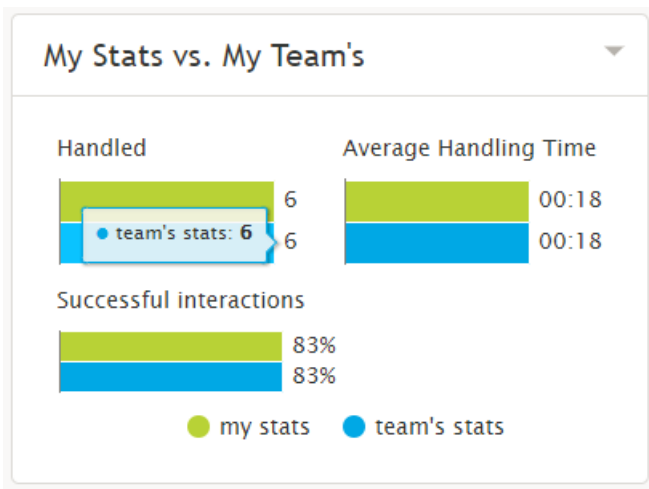 My Stats vs. My Team's
Handled
6
team's stats: 6
6
Average Handling Time
00:18
00:18
Successful interactions
83%
83%
my stats team's stats